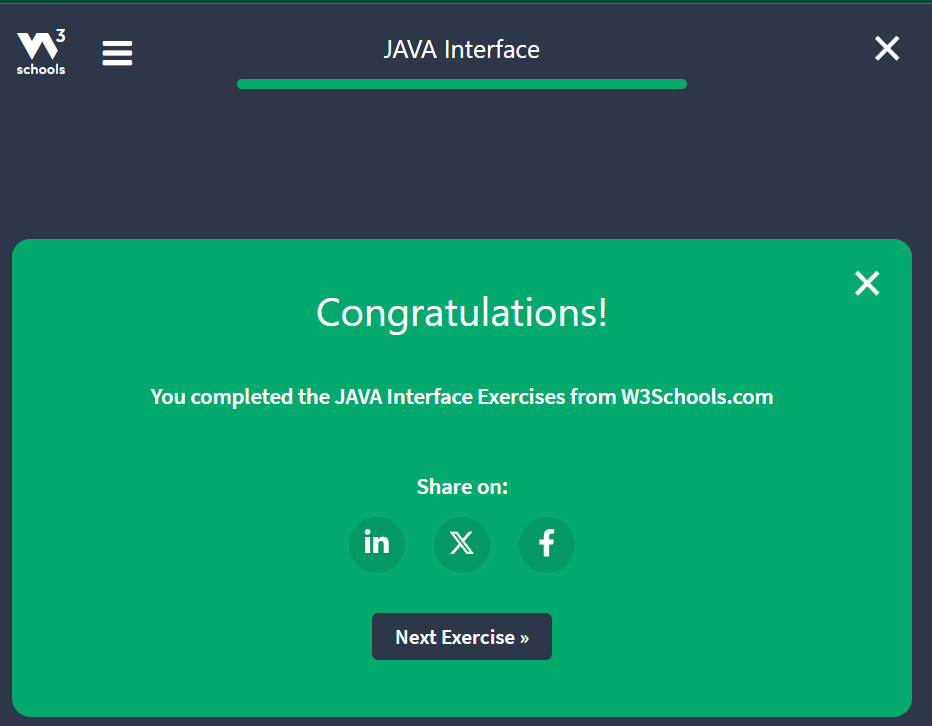 W3
schools
JAVA Interface
Congratulations!
You completed the JAVA Interface Exercises from W3Schools.com
Share on:
in
X
f
Next Exercise »